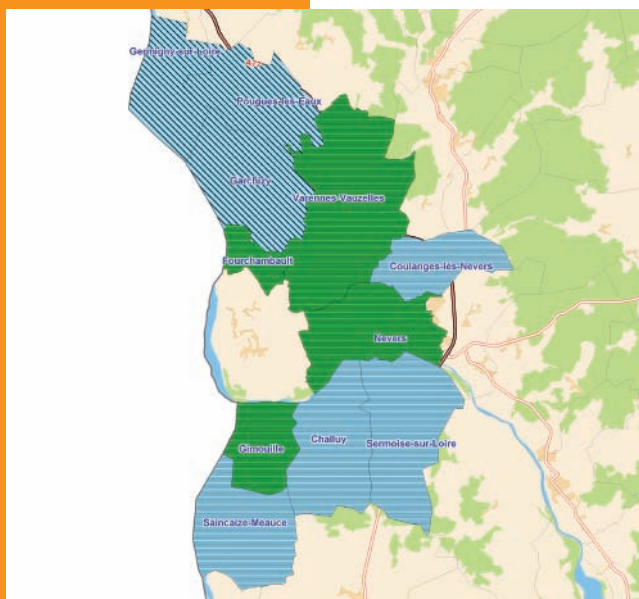 Germigny-sur-Loire
Pougues-les-Eaux
Garchizy
Varennes-Vauzelles
Fourchambault
Coulanges-lès-Nevers
Nevers
Challuy
Sermoise-sur-Loire
Gimouille
Saincaize-Meauce